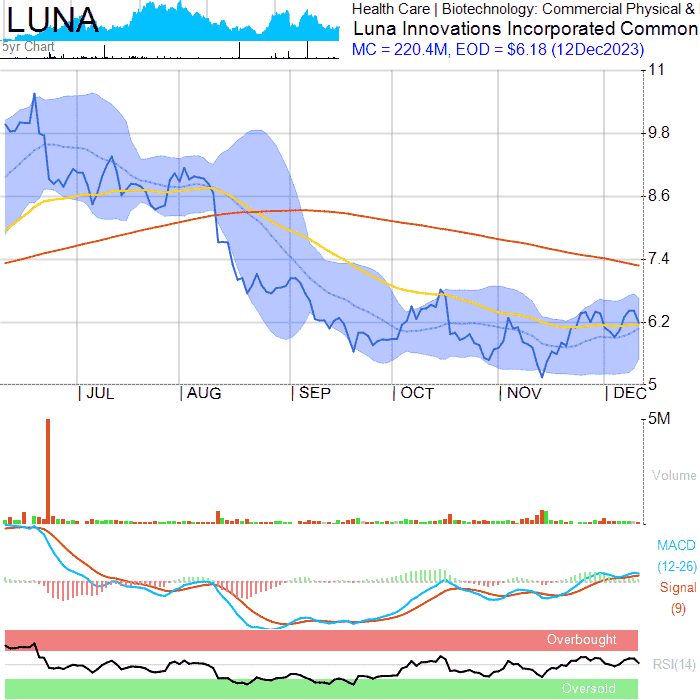 LUNA
5yr Chart
Health Care | Biotechnology: Commercial Physical &
Luna Innovations Incorporated Common
MC = 220.4M, EOD = $6.18 (12Dec2023)
11
9.8
8.6
7.4
6.2
5
JUL AUG SEP OCT NOV DEC
5M
Volume
MACD
(12-26)
Signal
(9)
Overbought
RSI(14)
Oversold